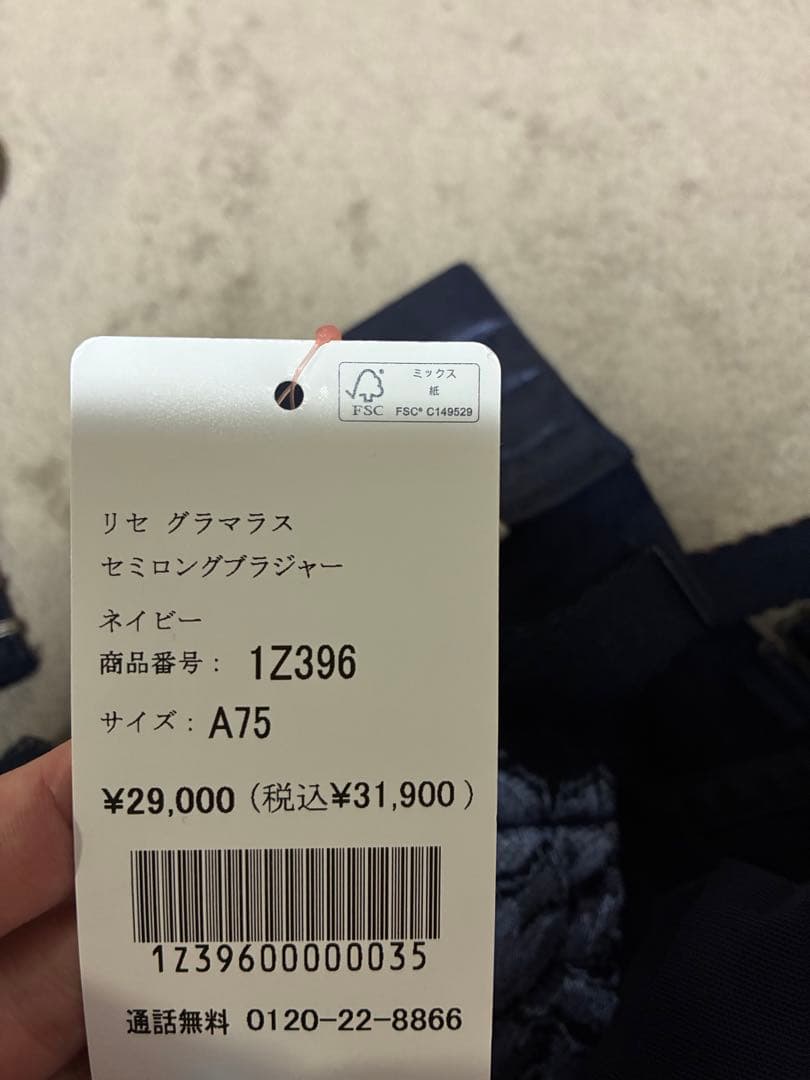 ミックス
紙
FSC
FSC® C149529
リセ グラマラス
セミロングブラジャー
ネイビー
商品番号： 1Z396
サイズ： A75
¥29,000（税込¥31,900）
1Z39600000035
通話無料 0120-22-8866